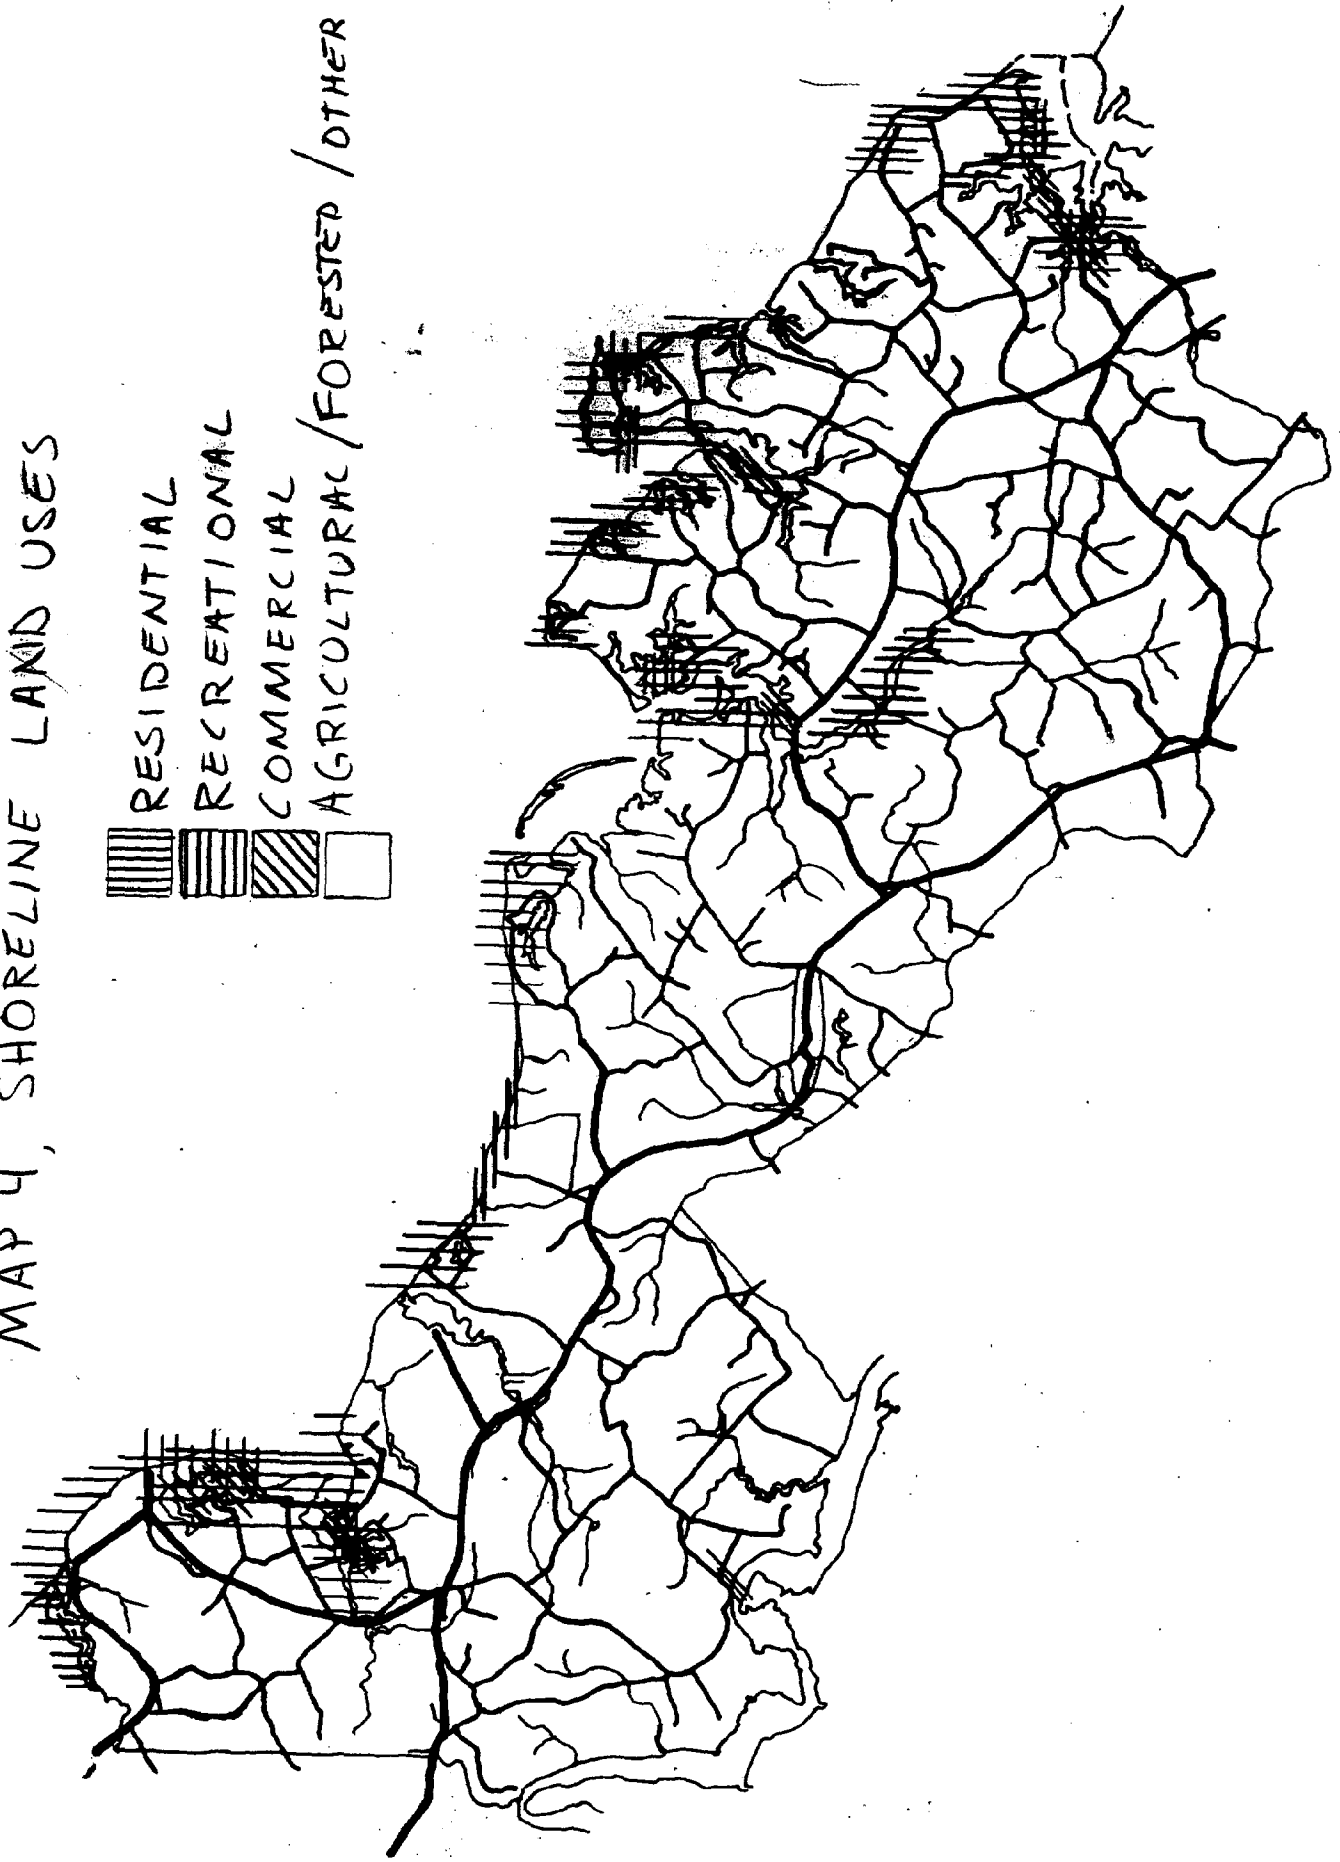 MAP 4, SHORELINE LAND USES
RESIDENTIAL
RECREATIONAL
COMMERCIAL
AGRICULTURAL/FORESTED/OTHER